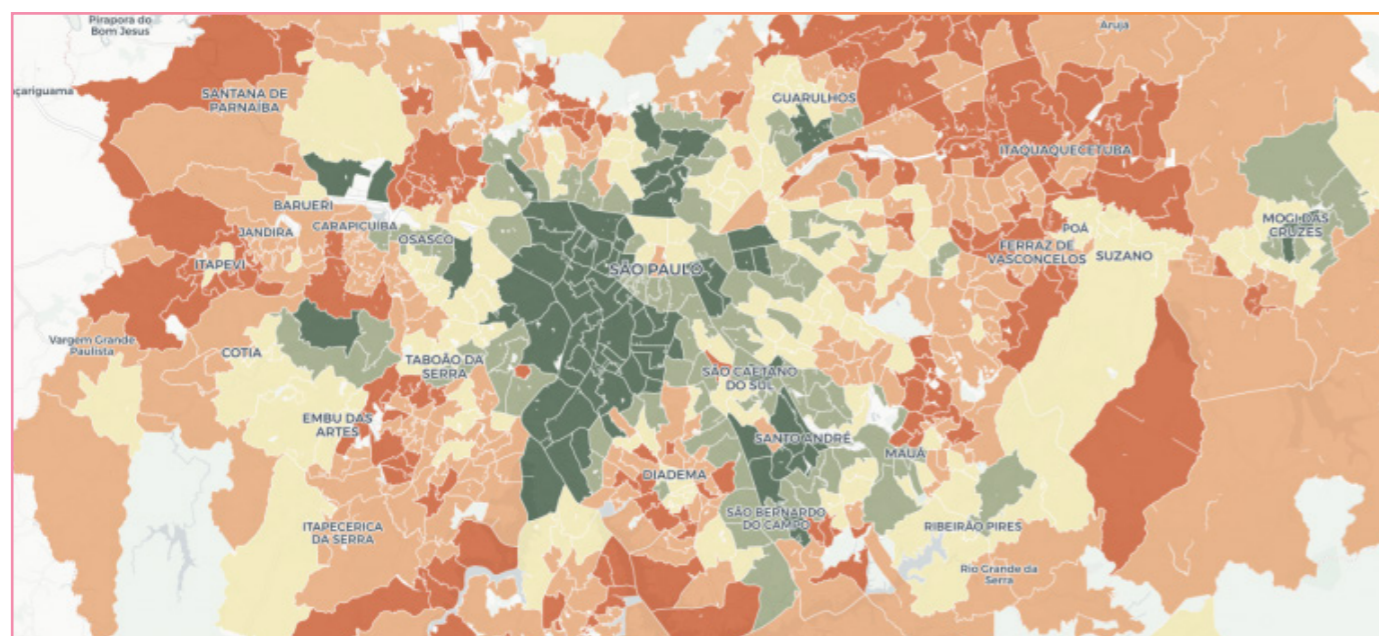 Pirapora do
Bom Jesus
Arujá
çariguama
SANTANA DE
PARNAÍBA
GUARULHOS
ITAQUAQUECETUBA
BARUERI
JANDIRA
CARAPICUÍBA
OSASCO
ITAPEVI
SÃO PAULO
POÁ
FERRAZ DE
VASCONCELOS
SUZANO
MOGI DAS
CRUZES
Vargem Grande
Paulista
COTIA
TABOÃO DA
SERRA
SÃO CAETANO
DO SUL
EMBU DAS
ARTES
SANTO ANDRÉ
MAUÁ
DIADEMA
SÃO BERNARDO
DO CAMPO
RIBEIRÃO PIRES
ITAPECERICA
DA SERRA
Rio Grande da
Serra